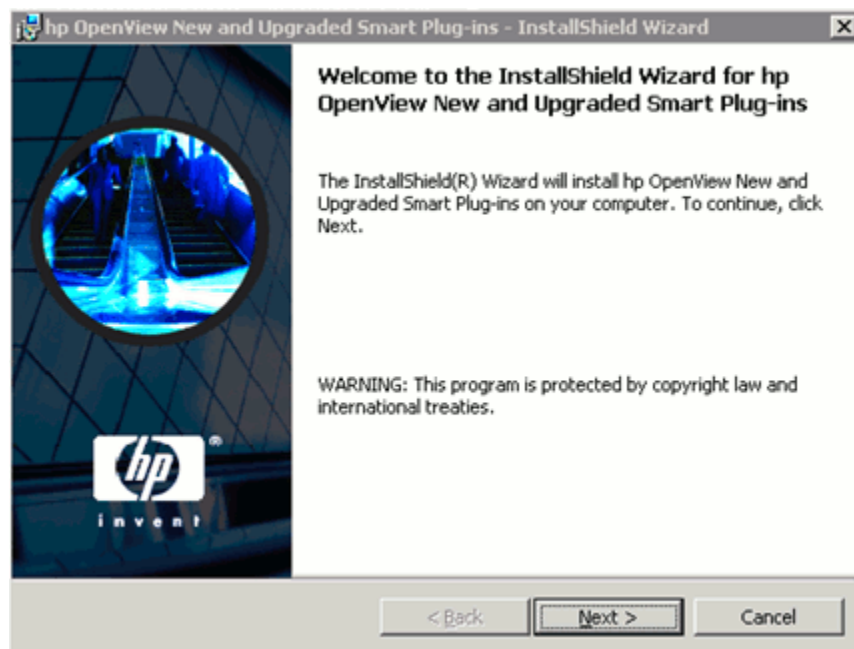 hp OpenView New and Upgraded Smart Plug-ins - InstallShield Wizard
Welcome to the InstallShield Wizard for hp
OpenView New and Upgraded Smart Plug-ins
The InstallShield(R) Wizard will install hp OpenView New and
Upgraded Smart Plug-ins on your computer. To continue, click
Next.
WARNING: This program is protected by copyright law and
international treaties.
hp ®
invent
< Back
Next >
Cancel